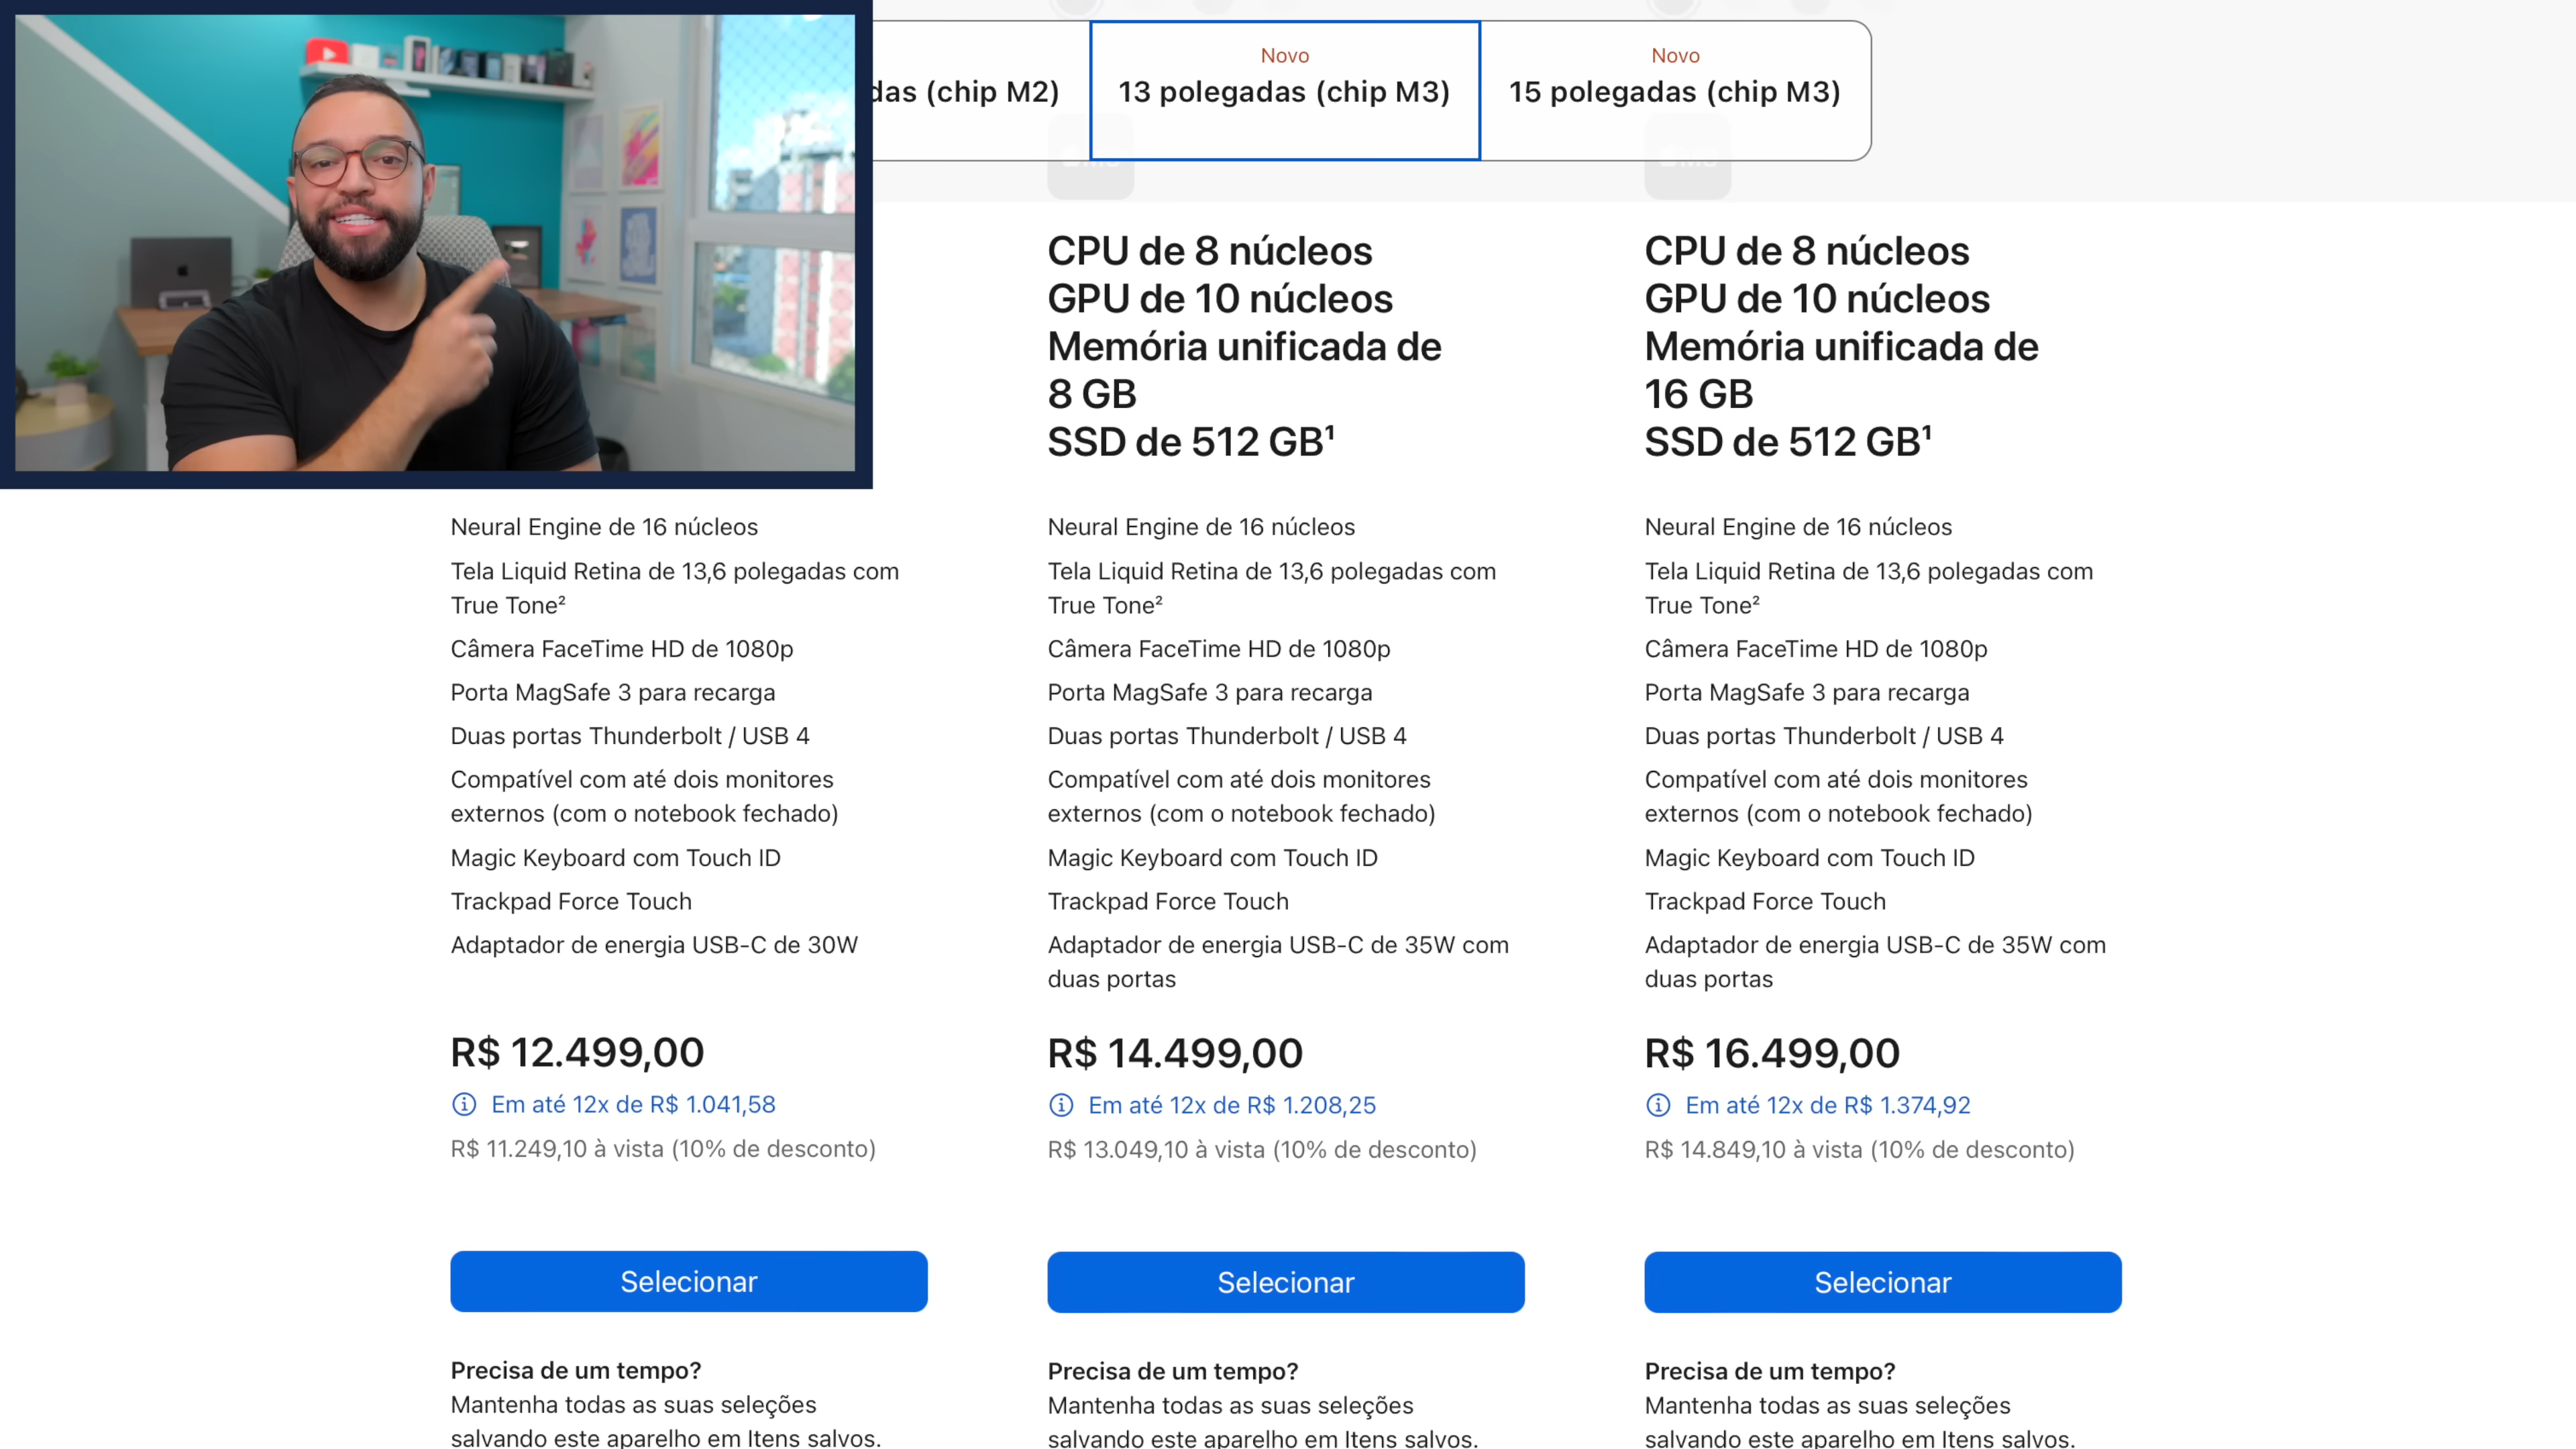 das (chip M2)
Novo
13 polegadas (chip M3)
Novo
15 polegadas (chip M3)
CPU de 8 núcleos
GPU de 10 núcleos
Memória unificada de
8 GB
SSD de 512 GB¹
CPU de 8 núcleos
GPU de 10 núcleos
Memória unificada de
16 GB
SSD de 512 GB¹
Neural Engine de 16 núcleos
Tela Liquid Retina de 13,6 polegadas com
True Tone²
Câmera FaceTime HD de 1080p
Porta MagSafe 3 para recarga
Duas portas Thunderbolt / USB 4
Compatível com até dois monitores
externos (com o notebook fechado)
Magic Keyboard com Touch ID
Trackpad Force Touch
Adaptador de energia USB-C de 30W
R$ 12.499,00
Em até 12x de R$ 1.041,58
R$ 11.249,10 à vista (10% de desconto)
Selecionar
Precisa de um tempo?
Mantenha todas as suas seleções
salvando este aparelho em Itens salvos.
Neural Engine de 16 núcleos
Tela Liquid Retina de 13,6 polegadas com
True Tone²
Câmera FaceTime HD de 1080p
Porta MagSafe 3 para recarga
Duas portas Thunderbolt / USB 4
Compatível com até dois monitores
externos (com o notebook fechado)
Magic Keyboard com Touch ID
Trackpad Force Touch
Adaptador de energia USB-C de 35W com
duas portas
R$ 14.499,00
Em até 12x de R$ 1.208,25
R$ 13.049,10 à vista (10% de desconto)
Selecionar
Precisa de um tempo?
Mantenha todas as suas seleções
salvando este aparelho em Itens salvos.
Neural Engine de 16 núcleos
Tela Liquid Retina de 13,6 polegadas com
True Tone²
Câmera FaceTime HD de 1080p
Porta MagSafe 3 para recarga
Duas portas Thunderbolt / USB 4
Compatível com até dois monitores
externos (com o notebook fechado)
Magic Keyboard com Touch ID
Trackpad Force Touch
Adaptador de energia USB-C de 35W com
duas portas
R$ 16.499,00
Em até 12x de R$ 1.374,92
R$ 14.849,10 à vista (10% de desconto)
Selecionar
Precisa de um tempo?
Mantenha todas as suas seleções
salvando este aparelho em Itens salvos.